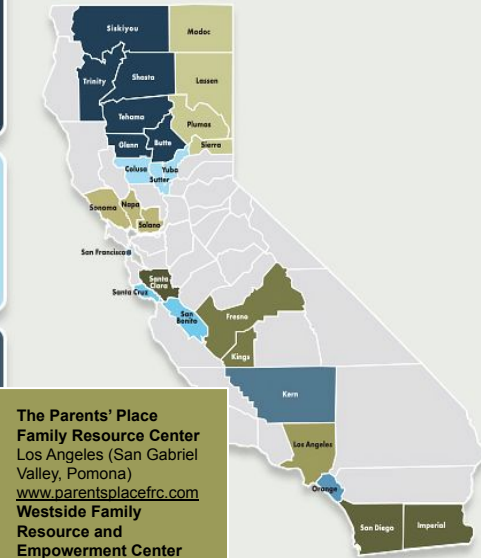 Siskiyou
Modoc
Trinity
Shasta
Lassen
Tehama
Plumas
Glenn
Butte
Sierra
Colusa
Yuba
Sutter
Sonoma
Napa
Solano
San Francisco
Santa
Clara
Santa Cruz
San
Benito
Fresno
Kings
Kern
Los Angeles
Orange
San Diego
Imperial
The Parents’ Place
Family Resource Center
Los Angeles (San Gabriel
Valley, Pomona)
www.parentsplacefrc.com
Westside Family
Resource and
Empowerment Center